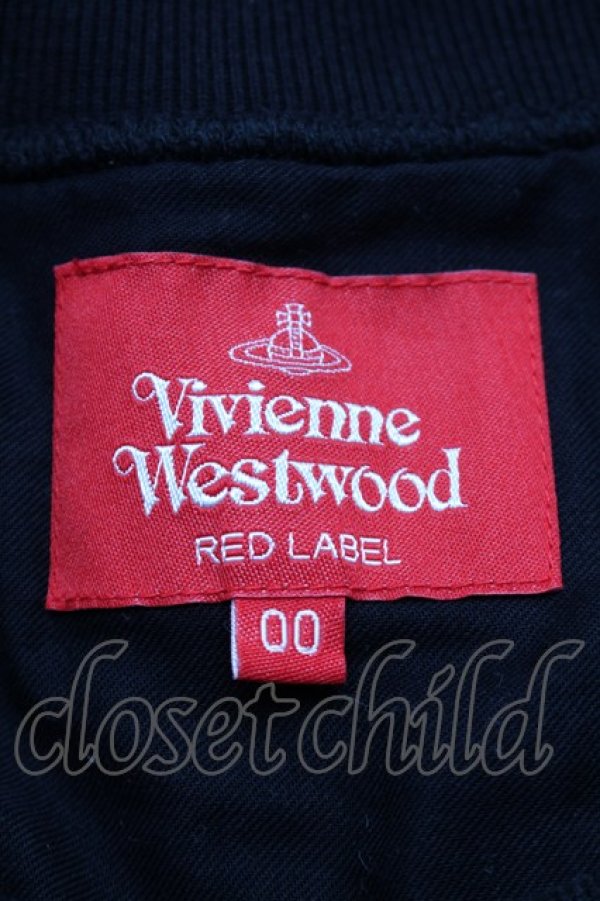 Vivienne
Westwood
RED LABEL
00
closetchild